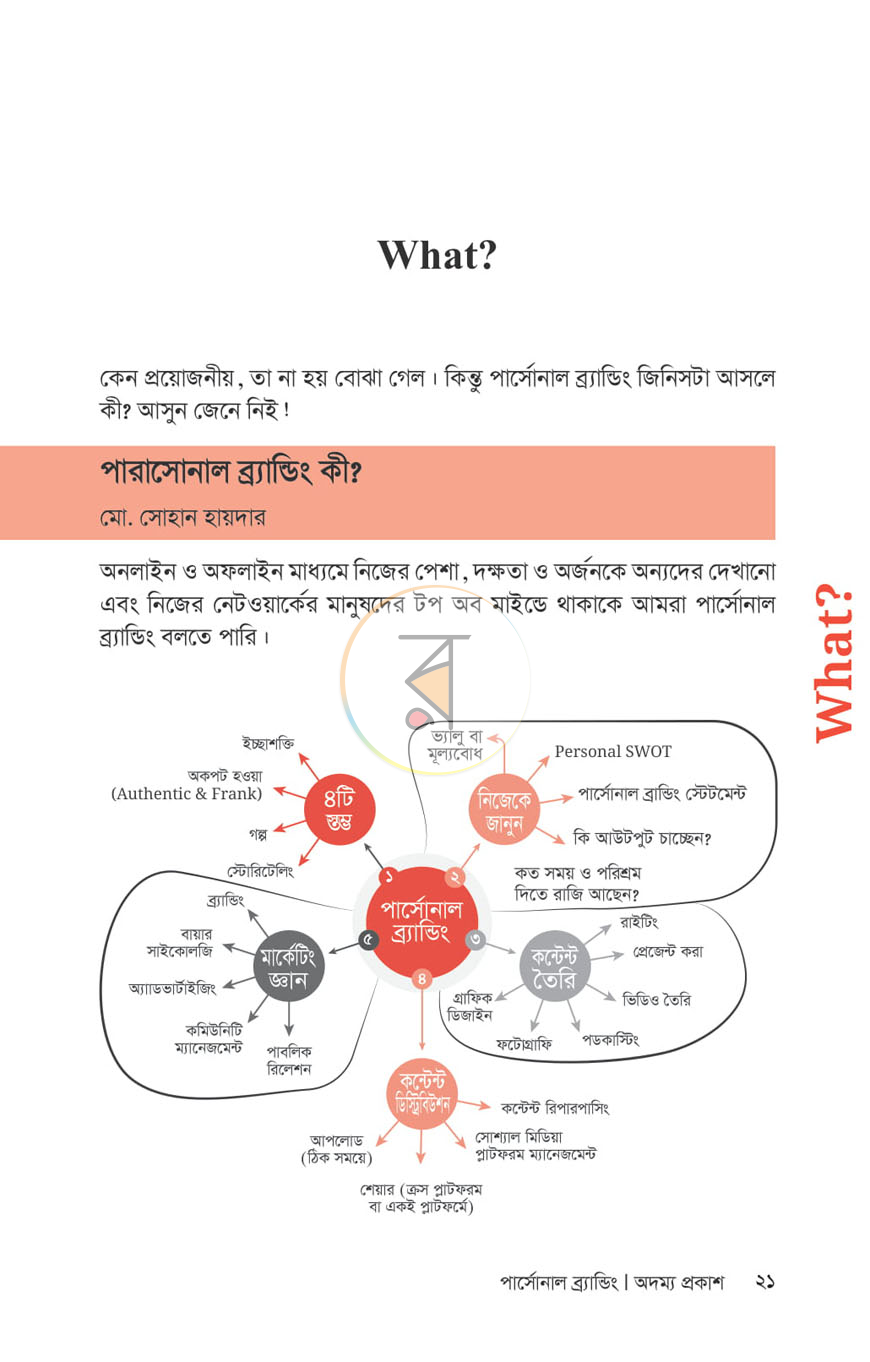 What?
কেন প্রয়োজনীয়, তা না হয় বোঝা গেল। কিন্তু পার্সোনাল ব্র্যান্ডিং জিনিসটা আসলে
কী? আসুন জেনে নিই!
পারাসোনাল ব্র্যান্ডিং কী?
মো. সোহান হায়দার
অনলাইন ও অফলাইন মাধ্যমে নিজের পেশা, দক্ষতা ও অর্জনকে অন্যদের দেখানো
এবং নিজের নেটওয়ার্কের মানুষদের টপ অব মাইন্ডে থাকাকে আমরা পার্সোনাল
ব্র্যান্ডিং বলতে পারি।
What?
র
পার্সোনাল
ব্র্যান্ডিং
১
৪টি
স্তম্ভ
ইচ্ছাশক্তি
অকপট হওয়া
(Authentic & Frank)
গল্প
স্টোরিটেলিং
২
নিজেকে
জানুন
ভ্যালু বা
মূল্যবোধ
Personal SWOT
পার্সোনাল ব্রান্ডিং স্টেটমেন্ট
কি আউটপুট চাচ্ছেন?
কত সময় ও পরিশ্রম
দিতে রাজি আছেন?
৩
কন্টেন্ট
তৈরি
রাইটিং
প্রেজেন্ট করা
ভিডিও তৈরি
পডকাস্টিং
ফটোগ্রাফি
গ্রাফিক
ডিজাইন
৪
কন্টেন্ট
ডিস্ট্রিবিউশন
কন্টেন্ট রিপারপাসিং
সোশ্যাল মিডিয়া
প্লাটফরম ম্যানেজমেন্ট
শেয়ার (ক্রস প্লাটফরম
বা একই প্লাটফর্মে)
আপলোড
(ঠিক সময়ে)
৫
মার্কেটিং
জ্ঞান
ব্র্যান্ডিং
বায়ার
সাইকোলজি
অ্যাাডভার্টাইজিং
কমিউনিটি
ম্যানেজমেন্ট
পাবলিক
রিলেশন
পার্সোনাল ব্র্যান্ডিং | অদম্য প্রকাশ ২১